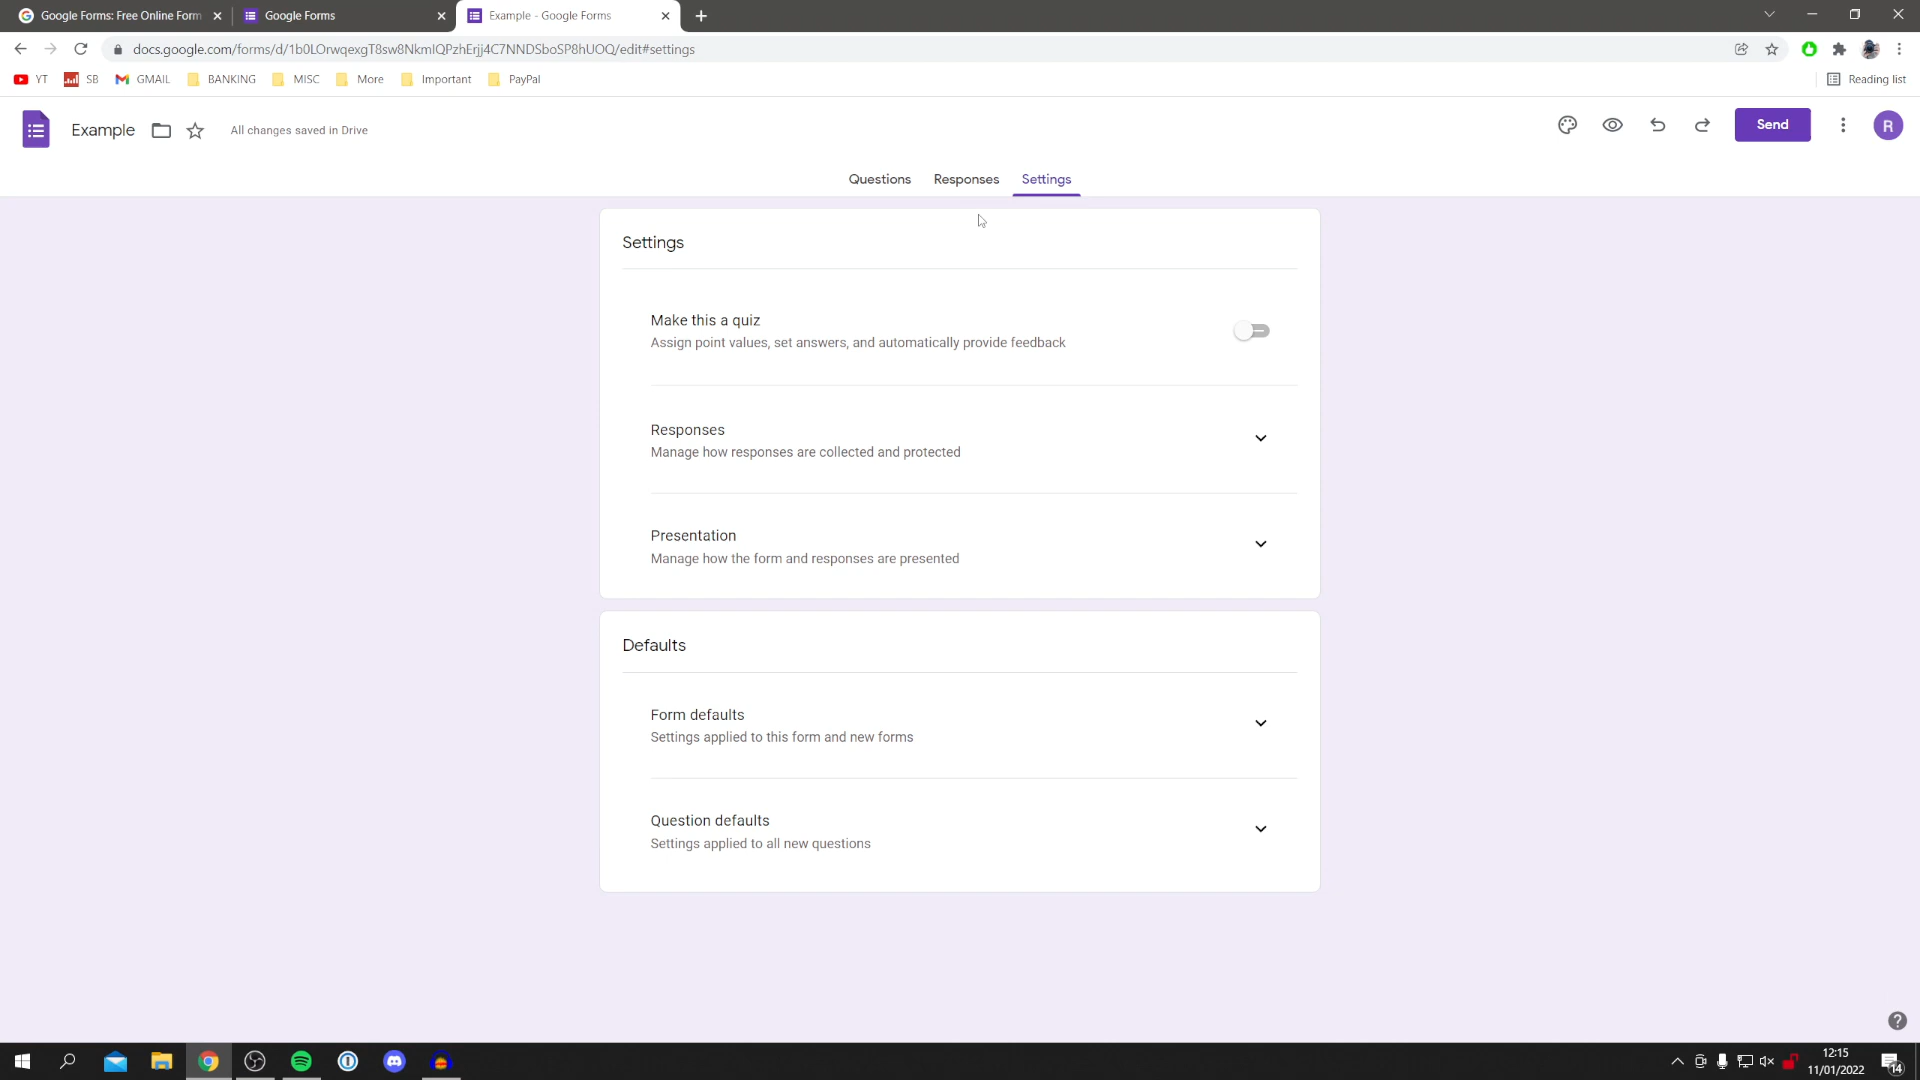 Google Forms: Free Online Form
Google Forms
Example - Google Forms
docs.google.com/forms/d/1b0LOrwqexgT8sw8NkmIQPzhErjj4C7NNDSboSP8hUOQ/edit#settings
YT
SB
GMAIL
BANKING
MISC
More
Important
PayPal
Reading list
Example
All changes saved in Drive
Send
R
Questions
Responses
Settings
Settings
Make this a quiz
Assign point values, set answers, and automatically provide feedback
Responses
Manage how responses are collected and protected
Presentation
Manage how the form and responses are presented
Defaults
Form defaults
Settings applied to this form and new forms
Question defaults
Settings applied to all new questions
12:15
11/01/2022
14